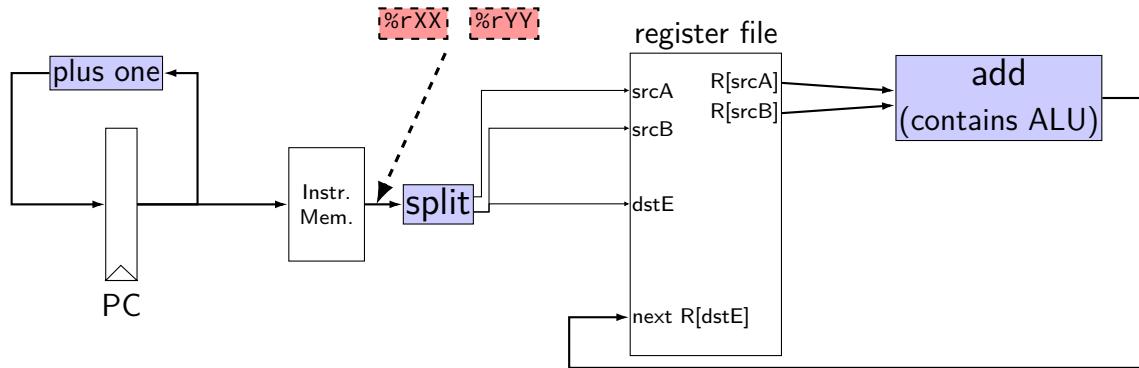 %rXX %rYY
register file
plus one
PC
Instr.
Mem.
split
srcA
srcB
dstE
next R[dstE]
R[srcA]
R[srcB]
add
(contains ALU)